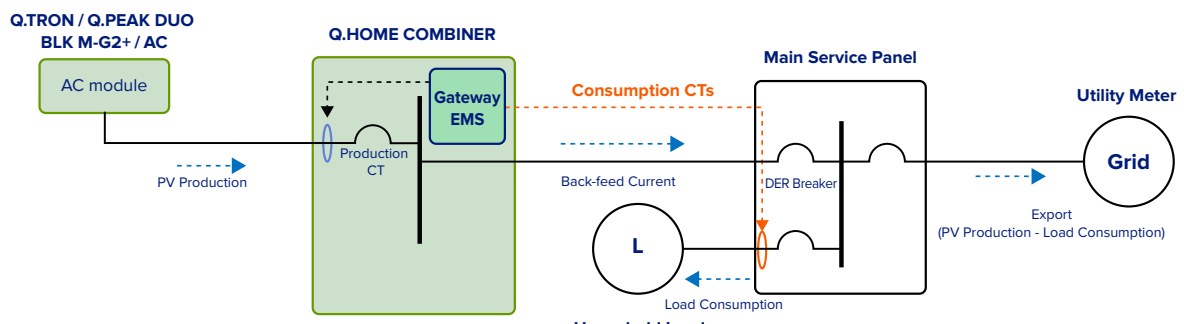 Q.TRON / Q.PEAK DUO
BLK M-G2+ / AC
AC module
PV Production
Q.HOME COMBINER
Gateway
EMS
Production
CT
Consumption CTs
Back-feed Current
L
Load Consumption
Main Service Panel
DER Breaker
Utility Meter
Grid
Export
(PV Production - Load Consumption)